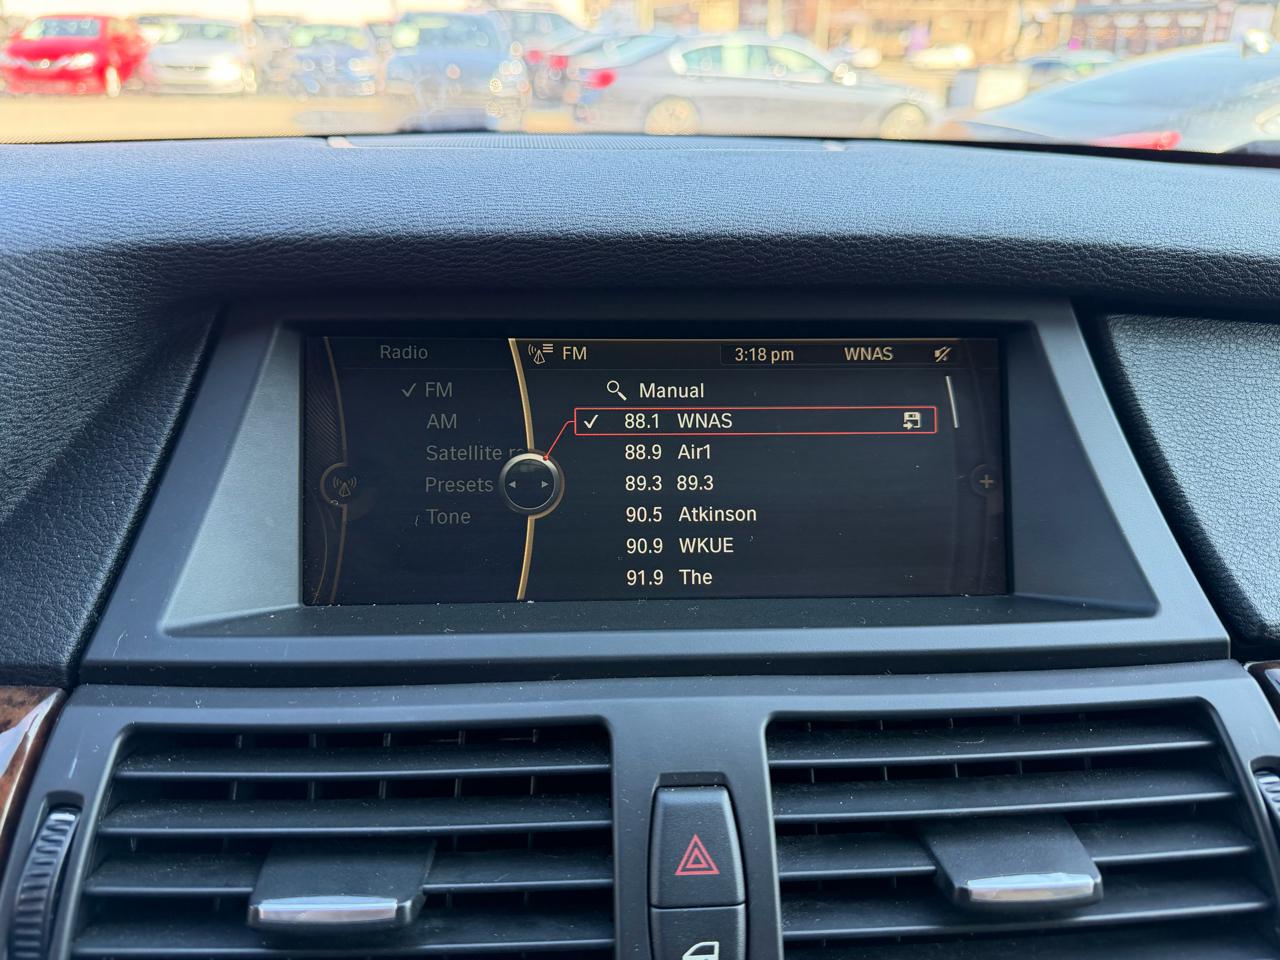 Radio
FM
AM
Satellite r
Presets
Tone
FM 3:18 pm WNAS
Manual
88.1 WNAS
88.9 Air1
89.3 89.3
90.5 Atkinson
90.9 WKUE
91.9 The